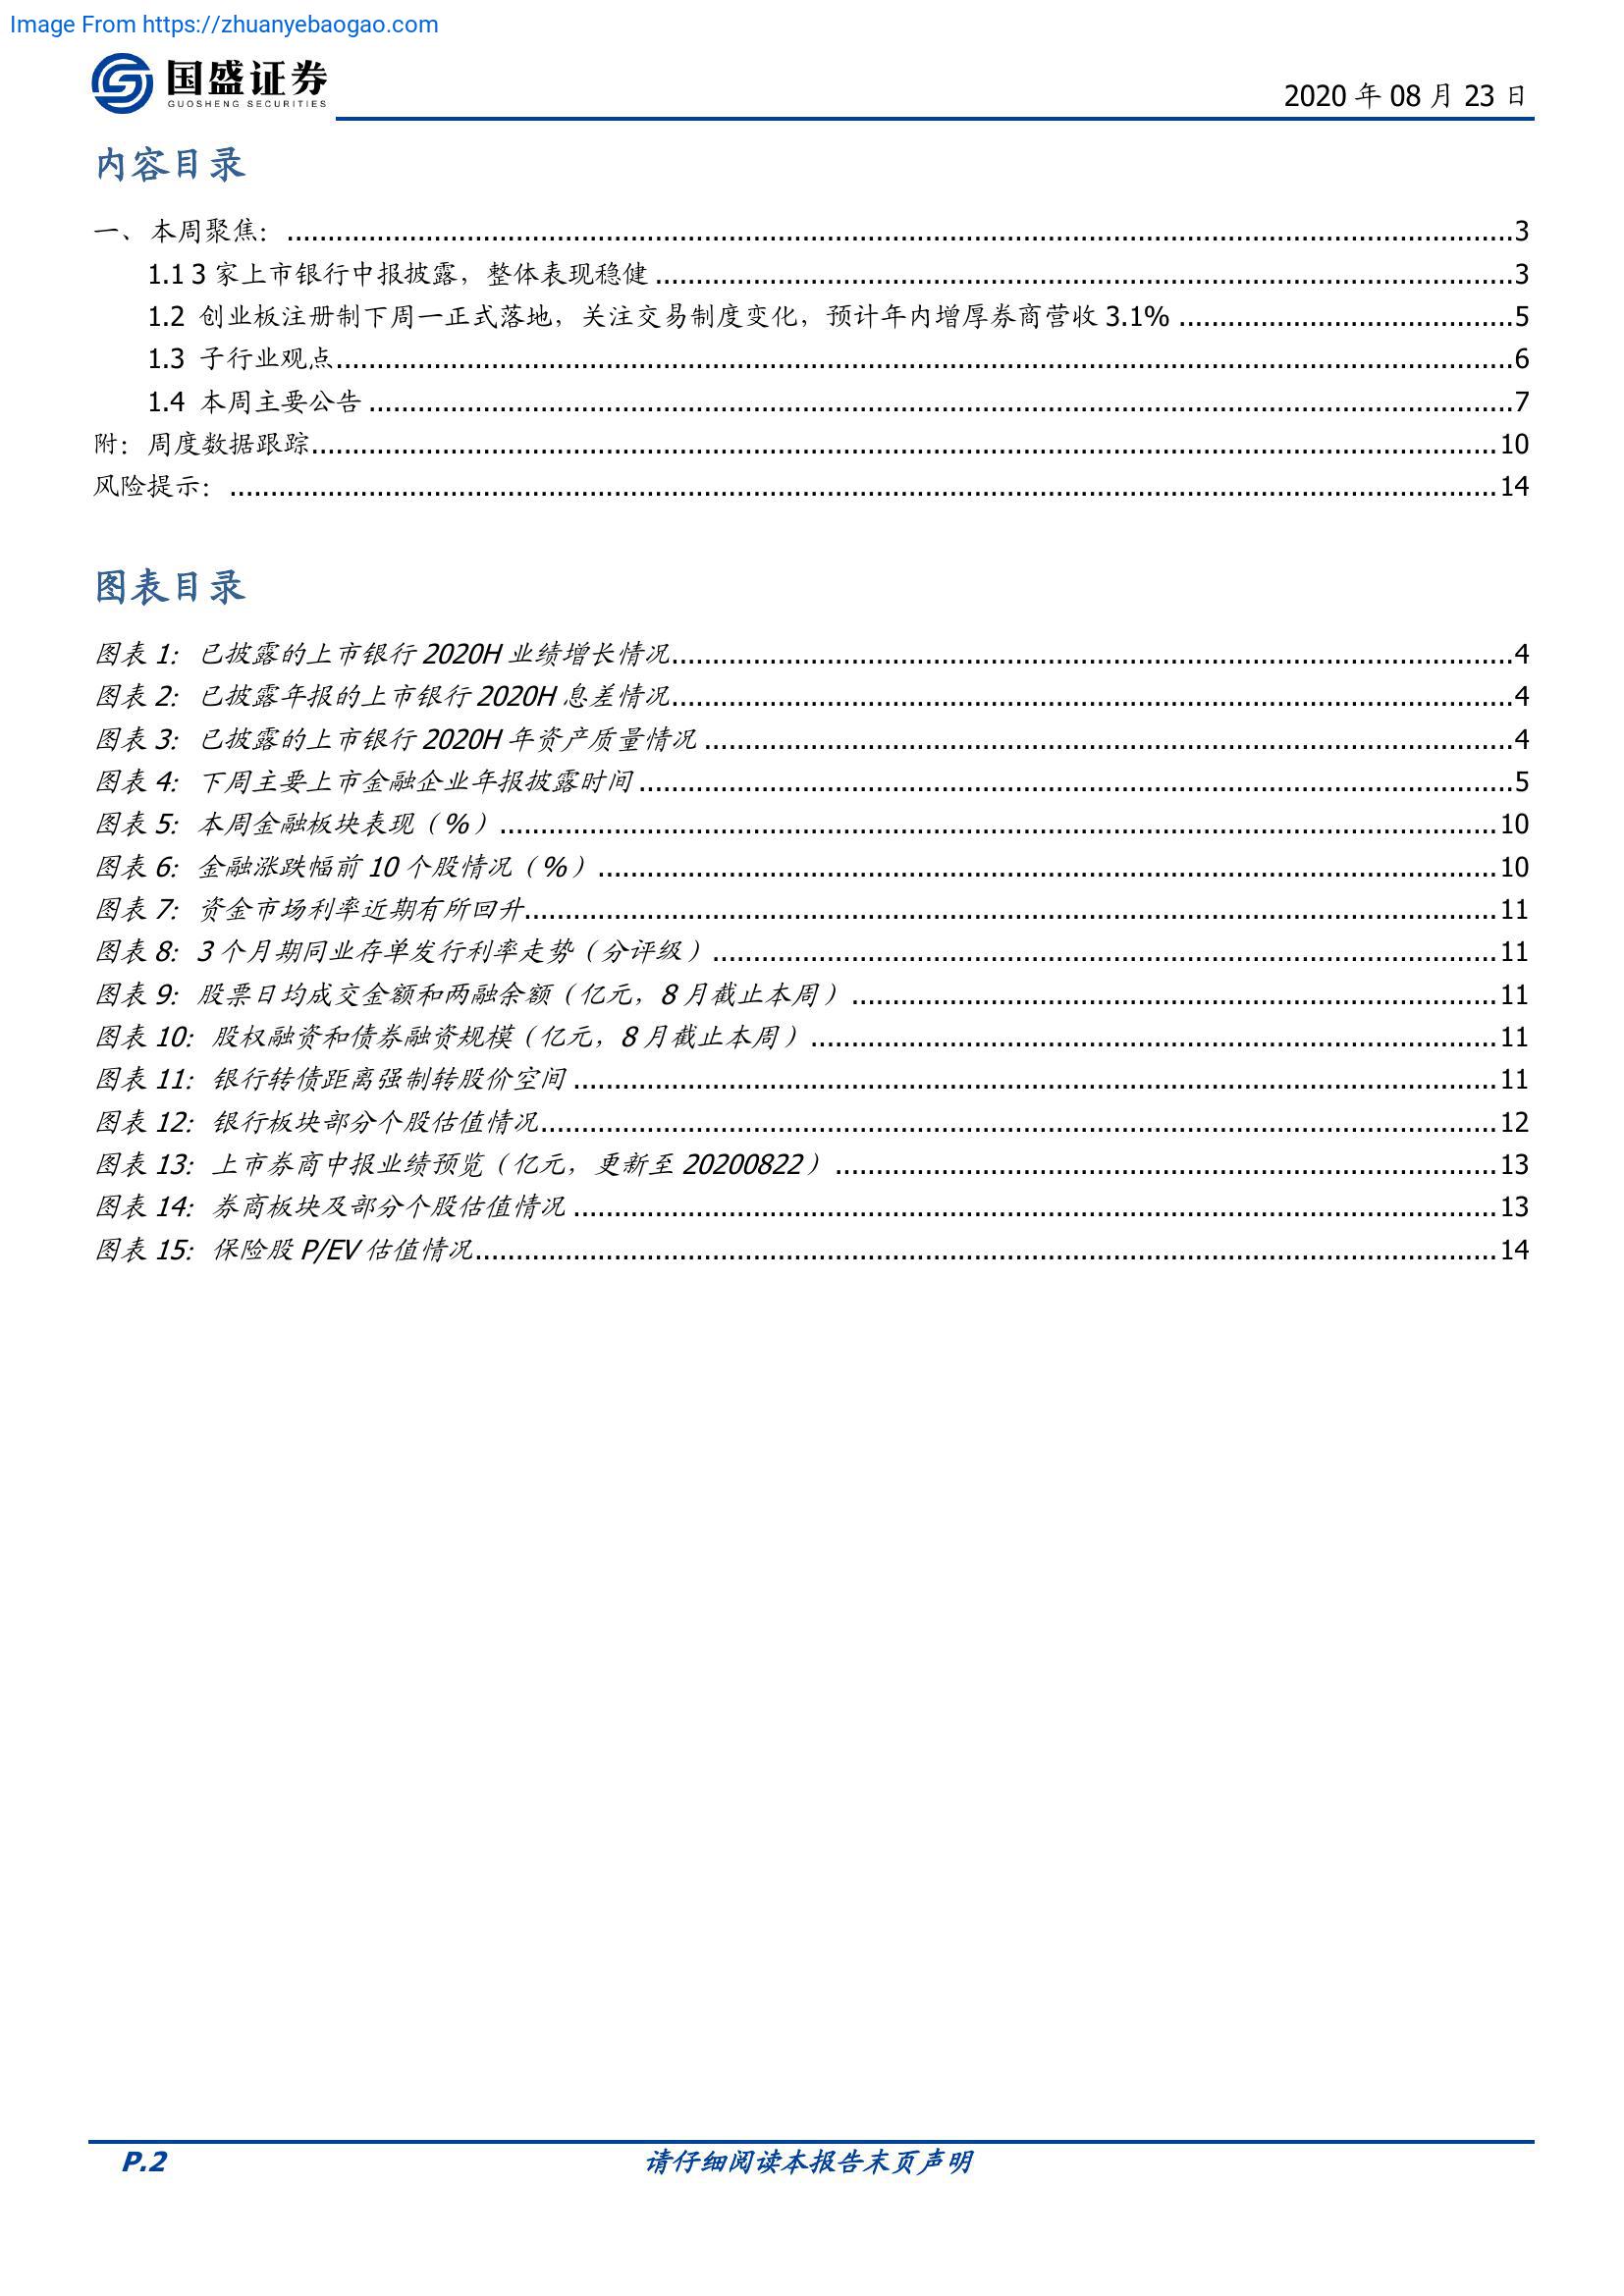 Image From https://zhuanyebaogao.com
国盛证券
GUOSHENG SECURITIES
2020 年 08 月 23 日
内容目录
一、 本周聚焦： 3
1.1 3 家上市银行中报披露，整体表现稳健 3
1.2 创业板注册制下周一正式落地，关注交易制度变化，预计年内增厚券商营收 3.1% 5
1.3 子行业观点 6
1.4 本周主要公告 7
附：周度数据跟踪 10
风险提示： 14
图表目录
图表 1: 已披露的上市银行 2020H 业绩增长情况 4
图表 2: 已披露年报的上市银行 2020H 息差情况 4
图表 3: 已披露的上市银行 2020H 年资产质量情况 4
图表 4: 下周主要上市金融企业年报披露时间 5
图表 5: 本周金融板块表现（%） 10
图表 6: 金融涨跌幅前 10 个股情况（%） 10
图表 7: 资金市场利率近期有所回升 11
图表 8: 3 个月期同业存单发行利率走势（分评级） 11
图表 9: 股票日均成交金额和两融余额（亿元，8 月截止本周） 11
图表 10: 股权融资和债券融资规模（亿元，8 月截止本周） 11
图表 11: 银行转债距离强制转股价空间 11
图表 12: 银行板块部分个股估值情况 12
图表 13: 上市券商中报业绩预览（亿元，更新至 20200822） 13
图表 14: 券商板块及部分个股估值情况 13
图表 15: 保险股 P/EV 估值情况 14
P.2
请仔细阅读本报告末页声明